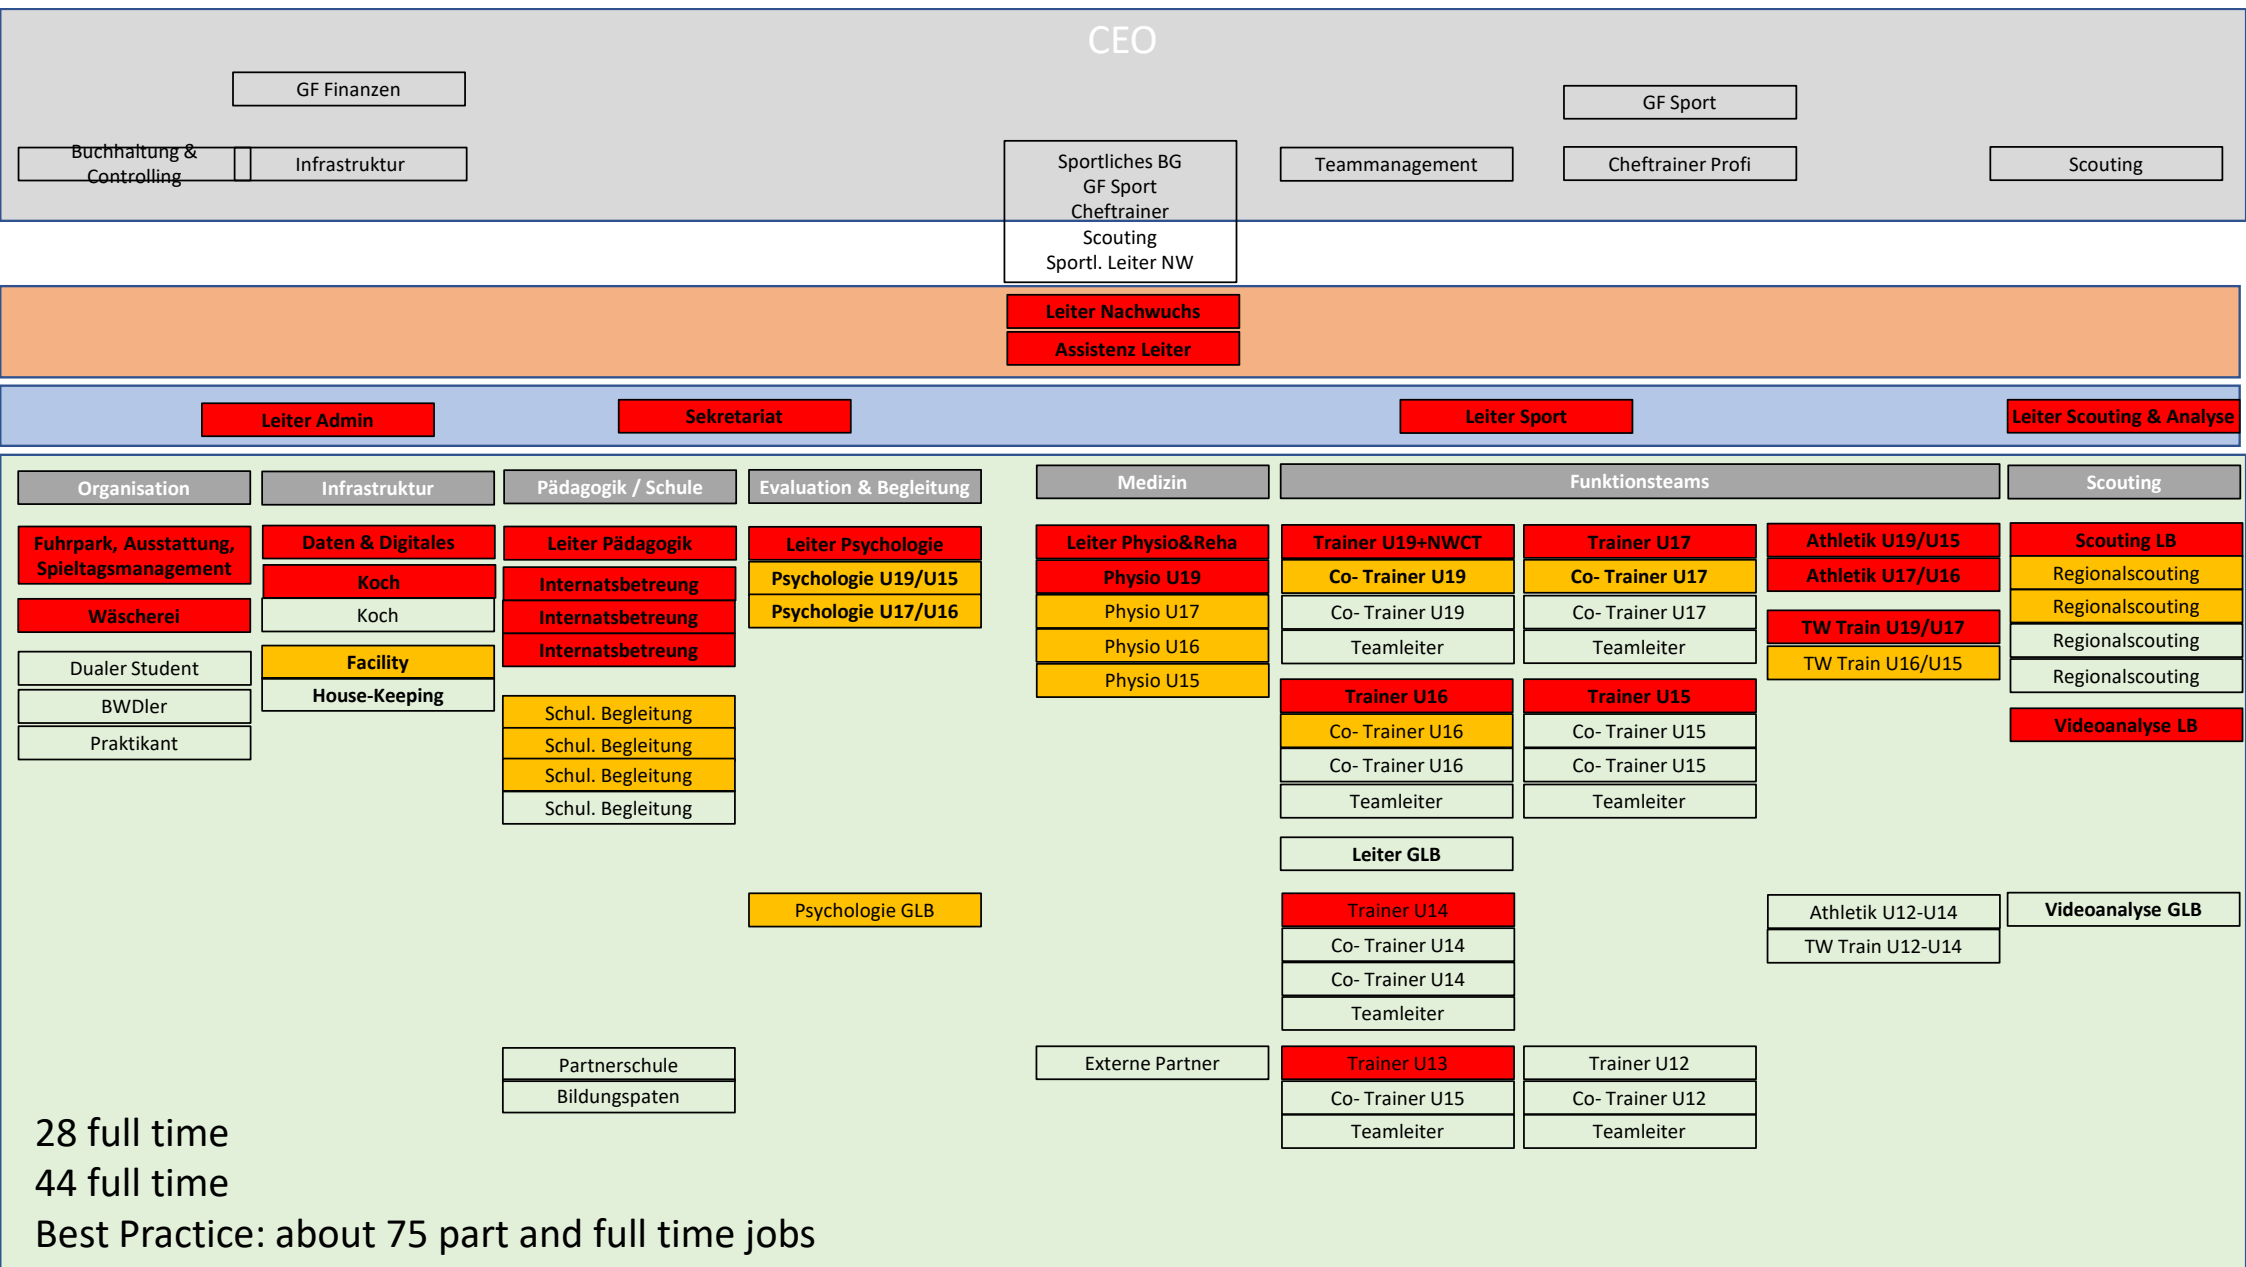 CEO
GF Finanzen
GF Sport
Buchhaltung &
Controlling
Infrastruktur
Sportliches BG
GF Sport
Cheftrainer
Scouting
Sportl. Leiter NW
Teammanagement
Cheftrainer Profi
Scouting
Leiter Nachwuchs
Assistenz Leiter
Leiter Admin
Sekretariat
Leiter Sport
Leiter Scouting & Analyse
Organisation
Fuhrpark, Ausstattung,
Spieltagsmanagement
Wäscherei
Dualer Student
BWDler
Praktikant
Infrastruktur
Daten & Digitales
Koch
Koch
Facility
House-Keeping
Pädagogik / Schule
Leiter Pädagogik
Internatsbetreung
Internatsbetreung
Internatsbetreung
Schul. Begleitung
Schul. Begleitung
Schul. Begleitung
Schul. Begleitung
Partnerschule
Bildungspaten
Evaluation & Begleitung
Leiter Psychologie
Psychologie U19/U15
Psychologie U17/U16
Psychologie GLB
Medizin
Leiter Physio&Reha
Physio U19
Physio U17
Physio U16
Physio U15
Externe Partner
Funktionsteams
Trainer U19+NWCT
Co- Trainer U19
Co- Trainer U19
Teamleiter
Trainer U16
Co- Trainer U16
Co- Trainer U16
Teamleiter
Leiter GLB
Trainer U14
Co- Trainer U14
Co- Trainer U14
Teamleiter
Trainer U13
Co- Trainer U15
Teamleiter
Trainer U17
Co- Trainer U17
Co- Trainer U17
Teamleiter
Trainer U15
Co- Trainer U15
Co- Trainer U15
Teamleiter
Trainer U12
Co- Trainer U12
Teamleiter
Athletik U19/U15
Athletik U17/U16
TW Train U19/U17
TW Train U16/U15
Athletik U12-U14
TW Train U12-U14
Scouting
Scouting LB
Regionalscouting
Regionalscouting
Regionalscouting
Regionalscouting
Videoanalyse LB
Videoanalyse GLB
28 full time
44 full time
Best Practice: about 75 part and full time jobs